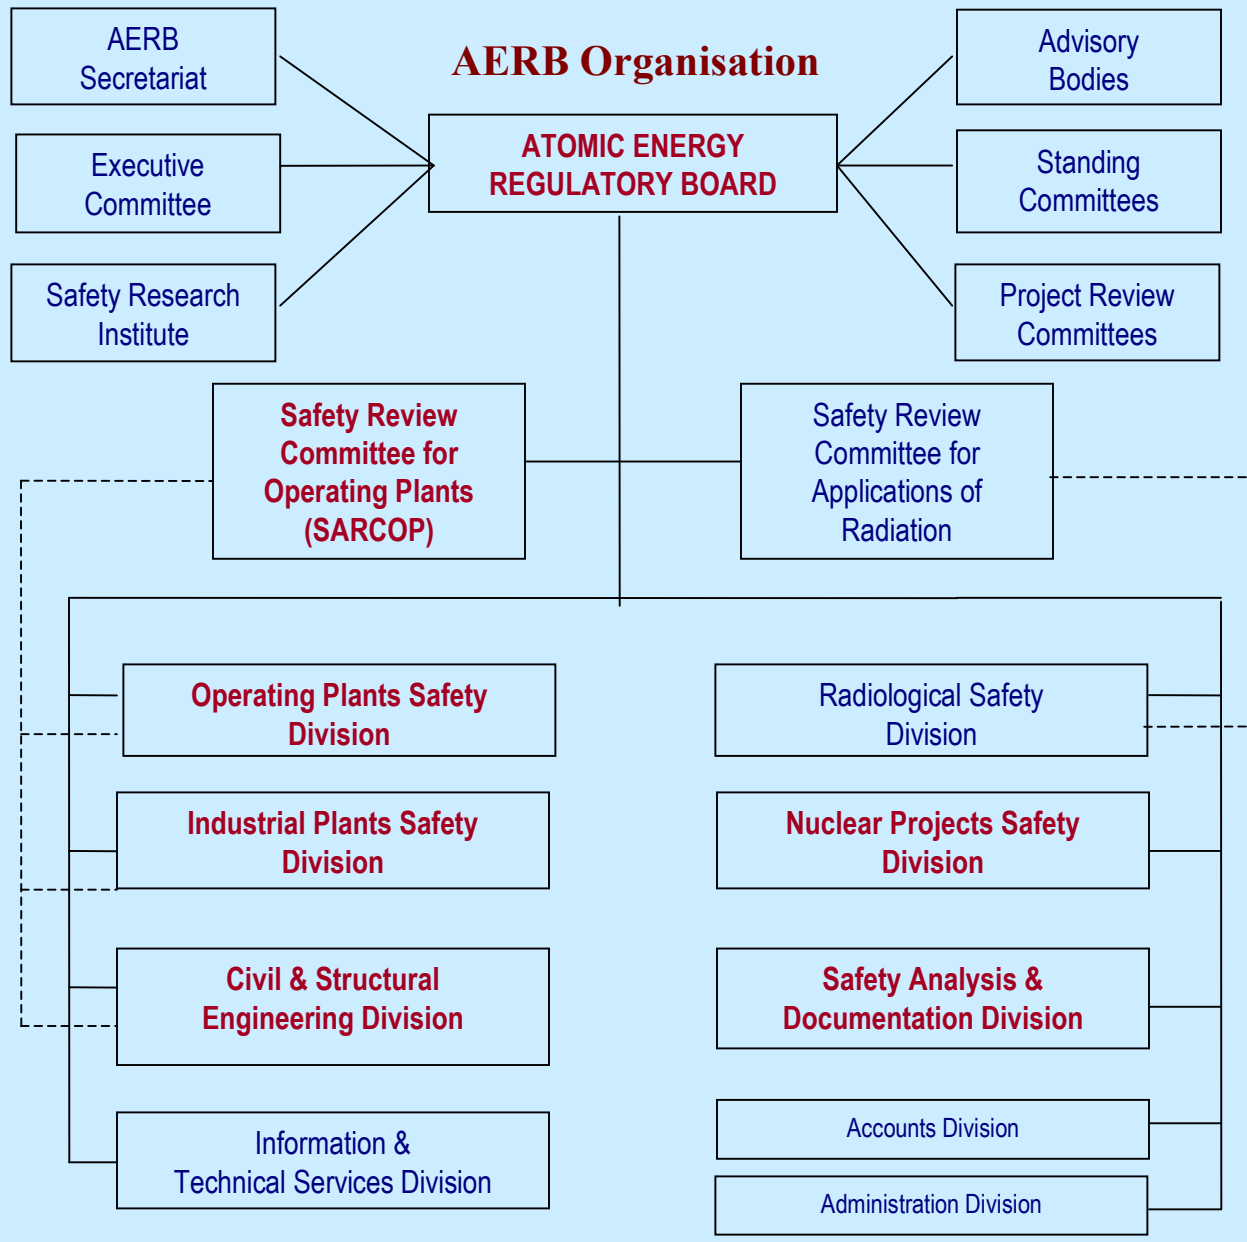 AERB Organisation
AERB
Secretariat
Executive
Committee
Safety Research
Institute
ATOMIC ENERGY
REGULATORY BOARD
Advisory
Bodies
Standing
Committees
Project Review
Committees
Safety Review
Committee for
Operating Plants
(SARCOP)
Safety Review
Committee for
Applications of
Radiation
Operating Plants Safety
Division
Industrial Plants Safety
Division
Civil & Structural
Engineering Division
Information &
Technical Services Division
Radiological Safety
Division
Nuclear Projects Safety
Division
Safety Analysis &
Documentation Division
Accounts Division
Administration Division